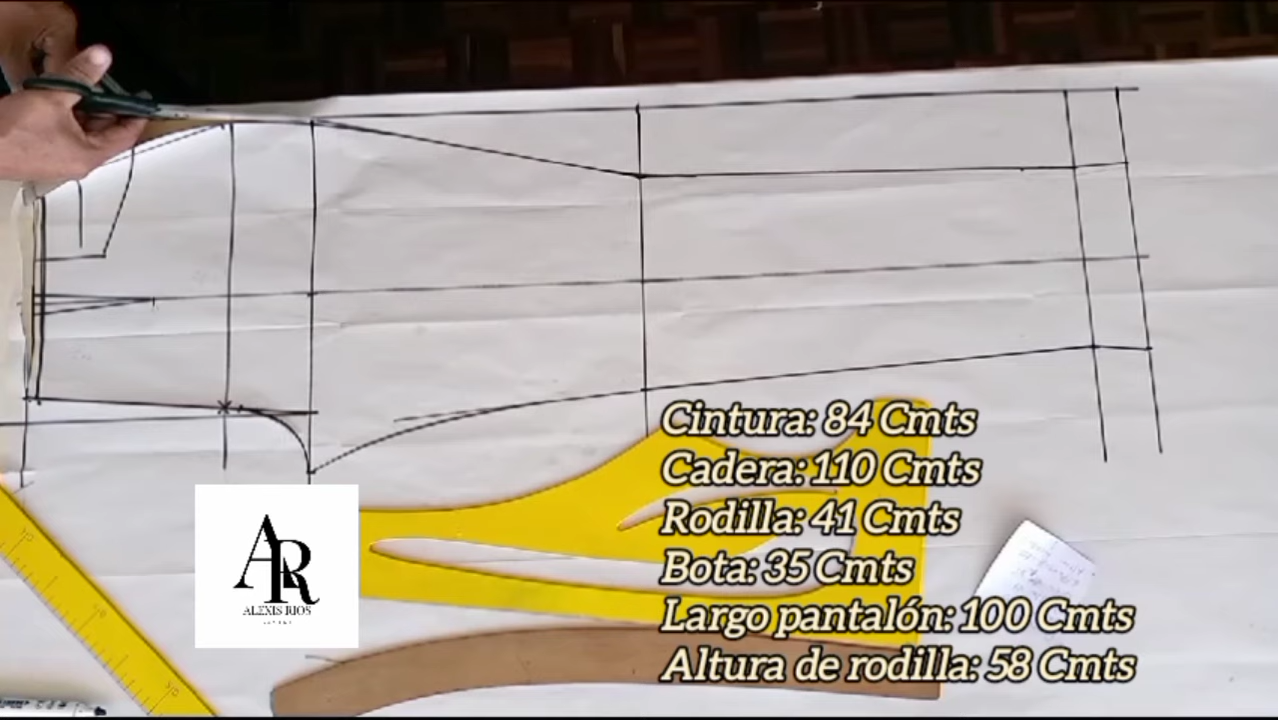 Cintura: 84 Cmts
Cadera: 110 Cmts
Rodilla: 41 Cmts
Bota: 35 Cmts
Largo pantalón: 100 Cmts
Altura de rodilla: 58 Cmts
AR
ALEXIS RIOS